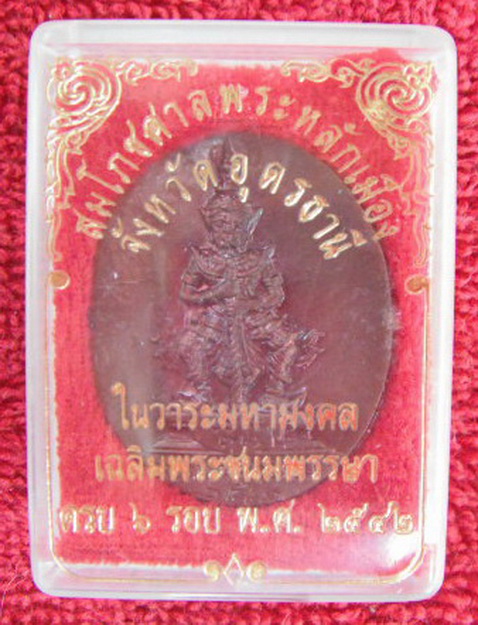 สมโภชศาลพระหลักเมือง
จังหวัดอุดรธานี
ในวาระมหามงคล
เฉลิมพระชนมพรรษา
ครบ ๖ รอบ พ.ศ. ๒๕๔๒